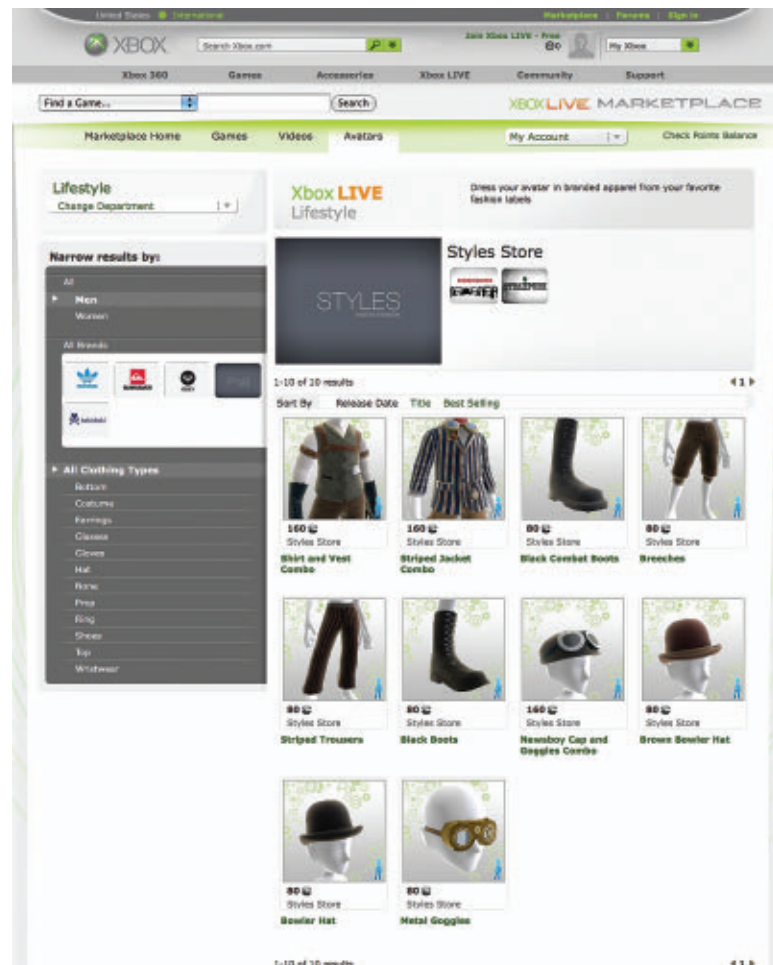 United States International
Marketplace | Forums | Sign in
XBOX
Search Xbox.com
Join Xbox LIVE - Free
My Xbox
Xbox 360 Games Accessories Xbox LIVE Community Support
Find a Game...
Search
XBOX LIVE MARKETPLACE
Marketplace Home Games Videos Avatars
My Account
Check Points Balance
Lifestyle
Change Department
Xbox LIVE
Lifestyle
Dress your avatar in branded apparel from your favorite
fashion labels
Narrow results by:
All
Men
Women
All Brands
STYLES
Styles Store
1-10 of 10 results
1
Sort By Release Date Title Best Selling
All Clothing Types
Bottom
Costume
Earrings
Glasses
Gloves
Hat
None
Prop
Ring
Shoes
Top
Wristwear
160
Styles Store
Shirt and Vest
Combo
160
Styles Store
Striped Jacket
Combo
80
Styles Store
Black Combat Boots
80
Styles Store
Breeches
80
Styles Store
Striped Trousers
80
Styles Store
Black Boots
160
Styles Store
Newsboy Cap and
Goggles Combo
80
Styles Store
Brown Bowler Hat
80
Styles Store
Bowler Hat
80
Styles Store
Metal Goggles
1-10 of 10 results
1